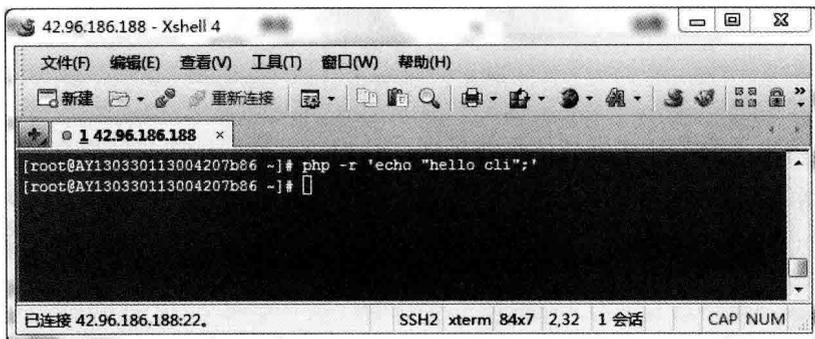 42.96.186.188 - Xshell 4
文件(F) 编辑(E) 查看(V) 工具(T) 窗口(W) 帮助(H)
新建 重新连接
1 42.96.186.188 ×
[root@AY130330113004207b86 ~]# php -r 'echo "hello cli";'
[root@AY130330113004207b86 ~]#
已连接 42.96.186.188:22。 SSH2 xterm 84x7 2,32 1 会话 CAP NUM